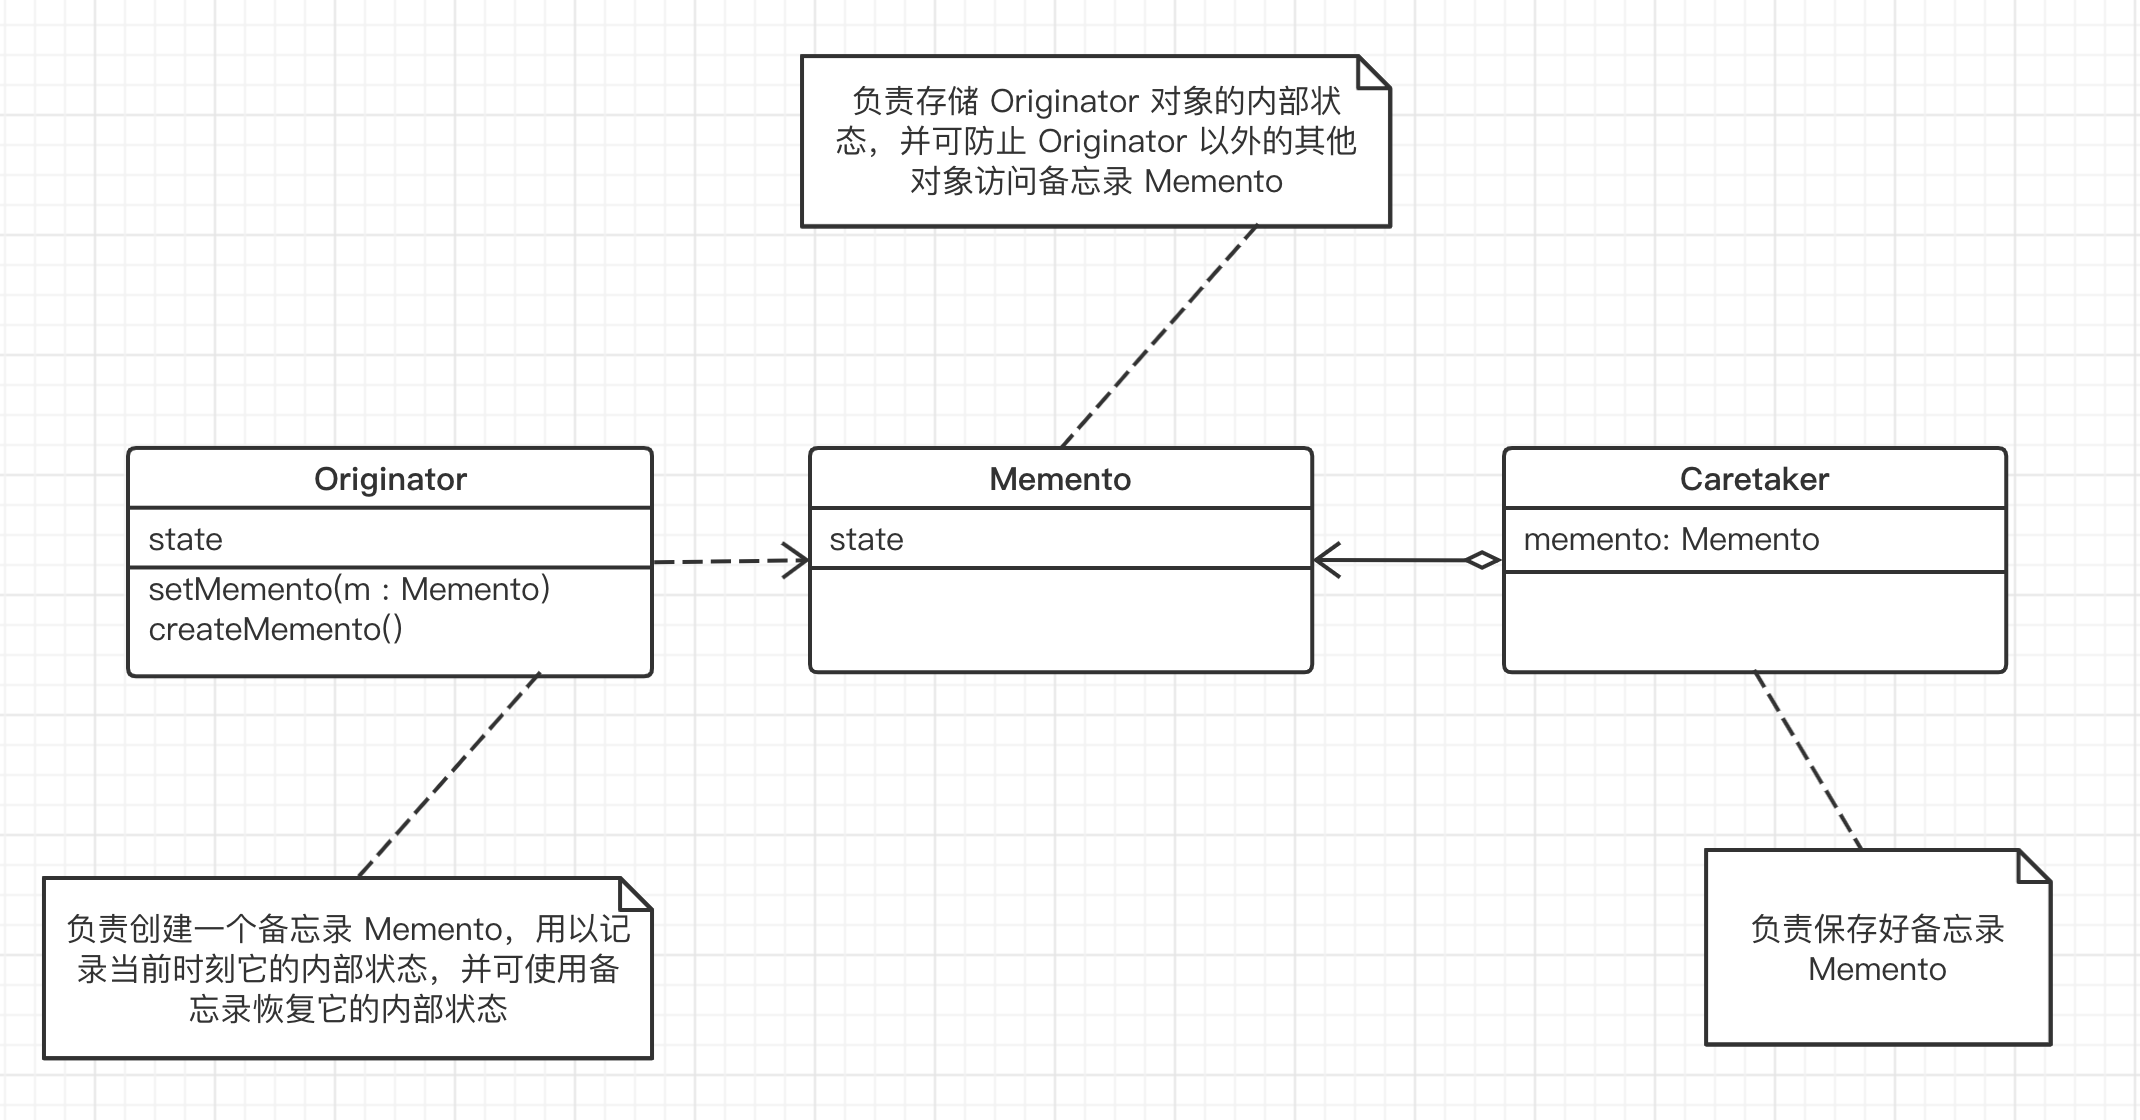 负责存储 Originator 对象的内部状
态，并可防止 Originator 以外的其他
对象访问备忘录 Memento
Originator
state
setMemento(m : Memento)
createMemento()
Memento
state
Caretaker
memento: Memento
负责创建一个备忘录 Memento，用以记
录当前时刻它的内部状态，并可使用备
忘录恢复它的内部状态
负责保存好备忘录
Memento